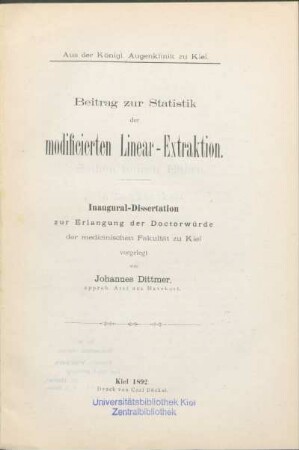 Aus der Königl. Augenklinik zu Kiel.
Beitrag zur Statistik
der
modificierten Linear-Extraktion.
Inaugural-Dissertation
zur Erlangung der Doctorwürde
der medicinischen Fakultät zu Kiel
vorgelegt
von
Johannes Dittmer,
approb. Arzt aus
Kiel 1892.
Druck von Carl Böckel.
Universitätsbibliothek Kiel
Zentralbibliothek